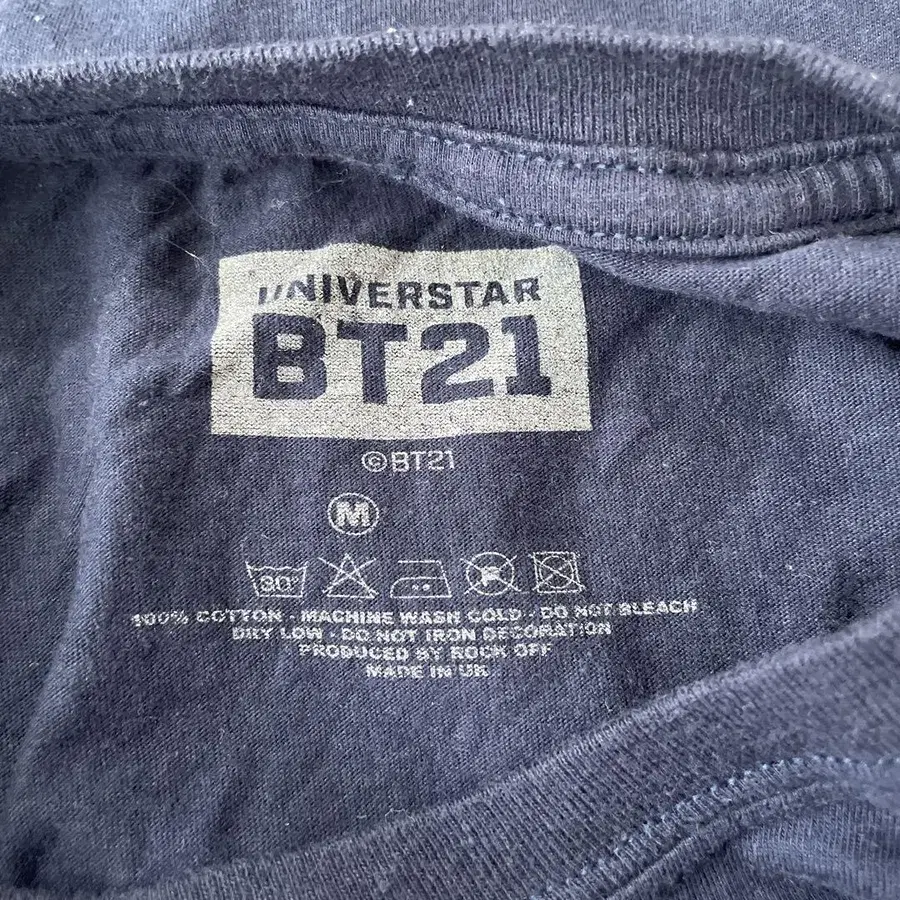 UNIVERSTAR
BT21
©BT21
M
30° F
100% COTTON - MACHINE WASH COLD - DO NOT BLEACH
DRY LOW - DO NOT IRON DECORATION
PRODUCED BY ROCK OFF
MADE IN UK